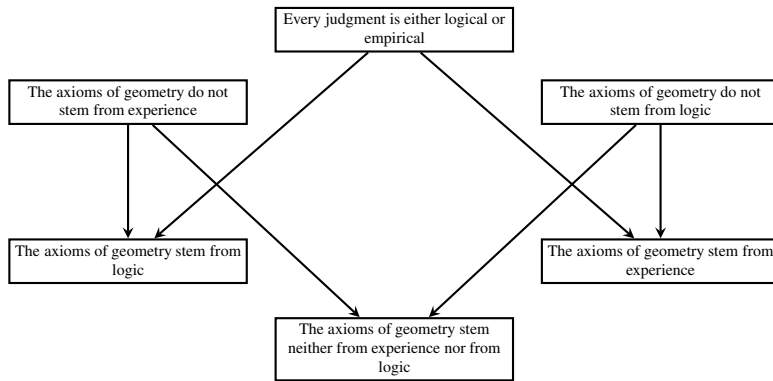 Every judgment is either logical or
empirical
The axioms of geometry do not
stem from experience
The axioms of geometry do not
stem from logic
The axioms of geometry stem from
logic
The axioms of geometry stem from
experience
The axioms of geometry stem
neither from experience nor from
logic